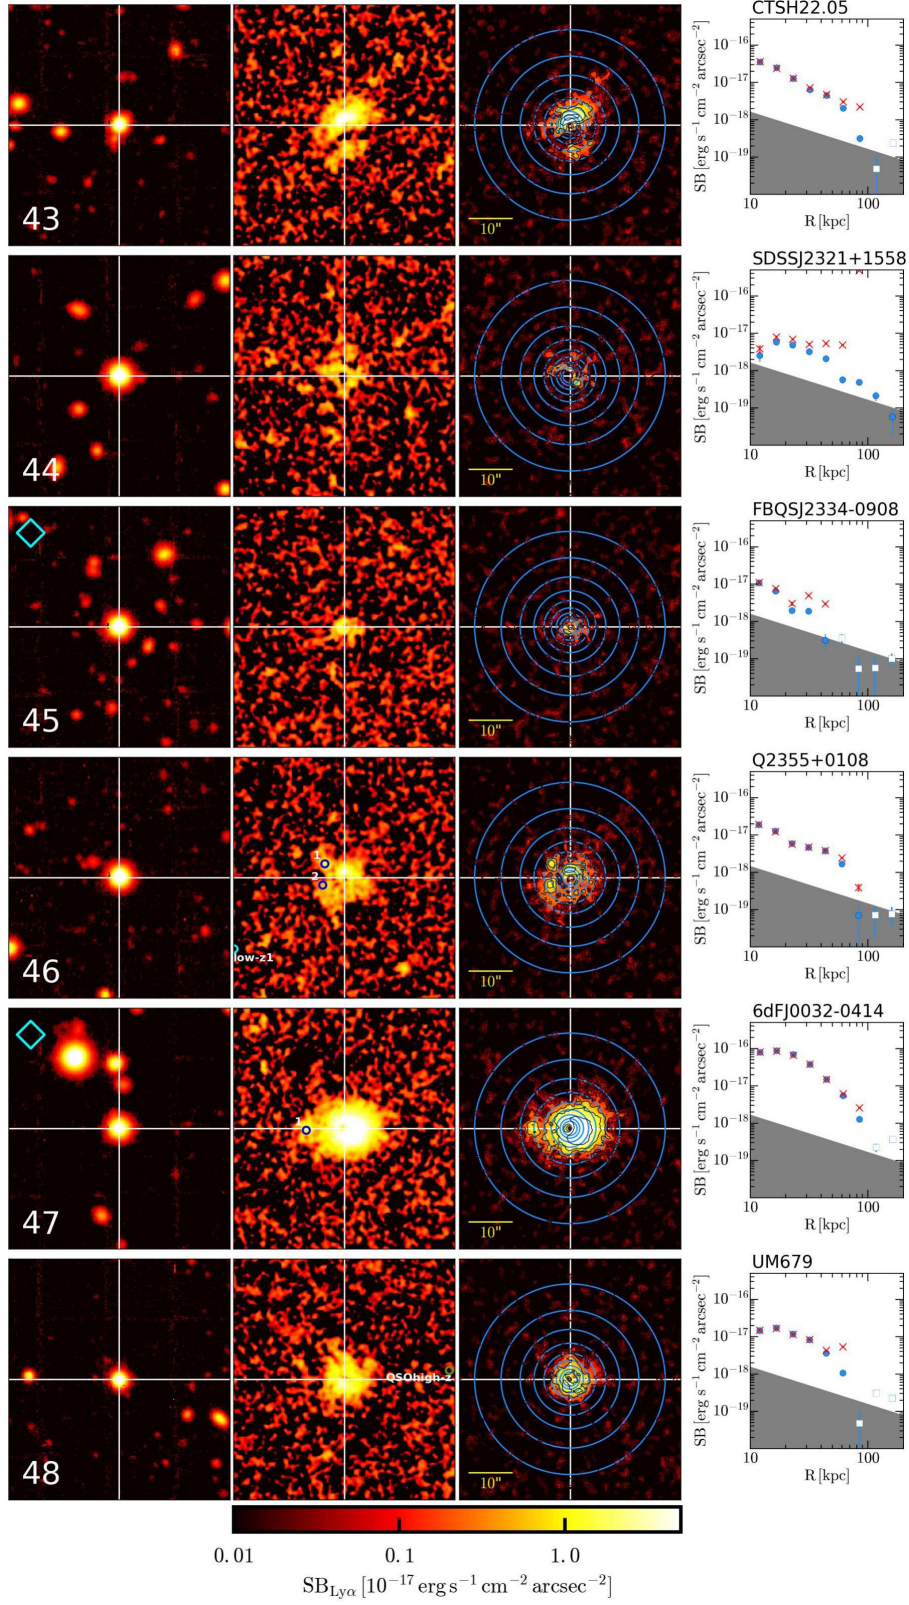 CTSH22.05
10⁻¹⁶
10⁻¹⁷
10⁻¹⁸
10⁻¹⁹
SB [erg s⁻¹ cm⁻² arcsec⁻²]
10 100
R [kpc]
43
10"
SDSSJ2321+1558
10⁻¹⁶
10⁻¹⁷
10⁻¹⁸
10⁻¹⁹
SB [erg s⁻¹ cm⁻² arcsec⁻²]
10 100
R [kpc]
44
10"
FBQSJ2334-0908
10⁻¹⁶
10⁻¹⁷
10⁻¹⁸
10⁻¹⁹
SB [erg s⁻¹ cm⁻² arcsec⁻²]
10 100
R [kpc]
45
10"
Q2355+0108
10⁻¹⁶
10⁻¹⁷
10⁻¹⁸
10⁻¹⁹
SB [erg s⁻¹ cm⁻² arcsec⁻²]
10 100
R [kpc]
46
1
2
low-z1
10"
6dFJ0032-0414
10⁻¹⁶
10⁻¹⁷
10⁻¹⁸
10⁻¹⁹
SB [erg s⁻¹ cm⁻² arcsec⁻²]
10 100
R [kpc]
47
1
10"
UM679
10⁻¹⁶
10⁻¹⁷
10⁻¹⁸
10⁻¹⁹
SB [erg s⁻¹ cm⁻² arcsec⁻²]
10 100
R [kpc]
48
QSOhigh-z
10"
0.01 0.1 1.0
SB_Lyα [10⁻¹⁷ erg s⁻¹ cm⁻² arcsec⁻²]